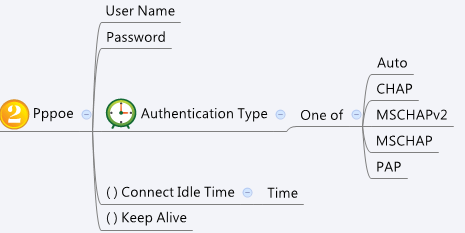 User Name
Password
2 Pppoe
Authentication Type
One of
Auto
CHAP
MSCHAPv2
MSCHAP
PAP
( ) Connect Idle Time
Time
( ) Keep Alive